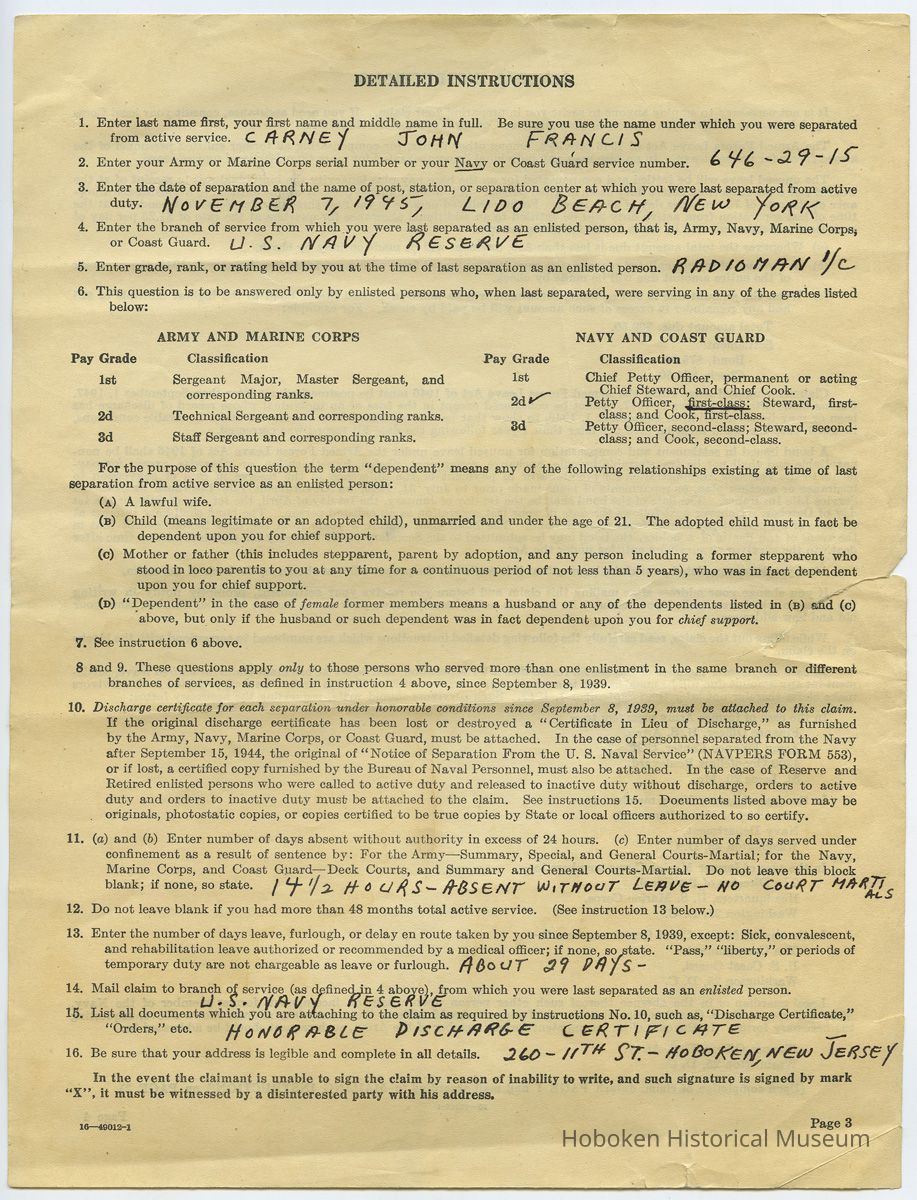 DETAILED INSTRUCTIONS
1. Enter last name first, your first name and middle name in full. Be sure you use the name under which you were separated
from active service. CARNEY JOHN FRANCIS
2. Enter your Army or Marine Corps serial number or your Navy or Coast Guard service number. 646-29-15
3. Enter the date of separation and the name of post, station, or separation center at which you were last separated from active
duty. NOVEMBER 7, 1945, LIDO BEACH, NEW YORK
4. Enter the branch of service from which you were last separated as an enlisted person, that is, Army, Navy, Marine Corps,
or Coast Guard. U.S. NAVY RESERVE
5. Enter grade, rank, or rating held by you at the time of last separation as an enlisted person. RADIOMAN 1/C
6. This question is to be answered only by enlisted persons who, when last separated, were serving in any of the grades listed
below:
ARMY AND MARINE CORPS
Pay Grade Classification
1st Sergeant Major, Master Sergeant, and
corresponding ranks.
2d Technical Sergeant and corresponding ranks.
3d Staff Sergeant and corresponding ranks.
NAVY AND COAST GUARD
Pay Grade Classification
1st Chief Petty Officer, permanent or acting
Chief Steward, and Chief Cook.
2d✓ Petty Officer, first-class; Steward, first-
class; and Cook, first-class.
3d Petty Officer, second-class; Steward, second-
class; and Cook, second-class.
For the purpose of this question the term "dependent" means any of the following relationships existing at time of last
separation from active service as an enlisted person:
(A) A lawful wife.
(B) Child (means legitimate or an adopted child), unmarried and under the age of 21. The adopted child must in fact be
dependent upon you for chief support.
(C) Mother or father (this includes stepparent, parent by adoption, and any person including a former stepparent who
stood in loco parentis to you at any time for a continuous period of not less than 5 years), who was in fact dependent
upon you for chief support.
(D) "Dependent" in the case of female former members means a husband or any of the dependents listed in (B) and (C)
above, but only if the husband or such dependent was in fact dependent upon you for chief support.
7. See instruction 6 above.
8 and 9. These questions apply only to those persons who served more than one enlistment in the same branch or different
branches of services, as defined in instruction 4 above, since September 8, 1939.
10. Discharge certificate for each separation under honorable conditions since September 8, 1939, must be attached to this claim.
If the original discharge certificate has been lost or destroyed a "Certificate in Lieu of Discharge," as furnished
by the Army, Navy, Marine Corps, or Coast Guard, must be attached. In the case of personnel separated from the Navy
after September 15, 1944, the original of "Notice of Separation From the U. S. Naval Service" (NAVPERS FORM 553),
or if lost, a certified copy furnished by the Bureau of Naval Personnel, must also be attached. In the case of Reserve and
Retired enlisted persons who were called to active duty and released to inactive duty without discharge, orders to active
duty and orders to inactive duty must be attached to the claim. See instructions 15. Documents listed above may be
originals, photostatic copies, or copies certified to be true copies by State or local officers authorized to so certify.
11. (a) and (b) Enter number of days absent without authority in excess of 24 hours. (c) Enter number of days served under
confinement as a result of sentence by: For the Army—Summary, Special, and General Courts-Martial; for the Navy,
Marine Corps, and Coast Guard—Deck Courts, and Summary and General Courts-Martial. Do not leave this block
blank; if none, so state. 14 1/2 HOURS - ABSENT WITHOUT LEAVE - NO COURT MARTI
ALS
12. Do not leave blank if you had more than 48 months total active service. (See instruction 13 below.)
13. Enter the number of days leave, furlough, or delay en route taken by you since September 8, 1939, except: Sick, convalescent,
and rehabilitation leave authorized or recommended by a medical officer; if none, so state. "Pass," "liberty," or periods of
temporary duty are not chargeable as leave or furlough. ABOUT 29 DAYS-
14. Mail claim to branch of service (as defined in 4 above), from which you were last separated as an enlisted person.
U.S. NAVY RESERVE
15. List all documents which you are attaching to the claim as required by instructions No. 10, such as, "Discharge Certificate,"
"Orders," etc. HONORABLE DISCHARGE CERTIFICATE
16. Be sure that your address is legible and complete in all details. 260-11TH ST.-HOBOKEN, NEW JERSEY
In the event the claimant is unable to sign the claim by reason of inability to write, and such signature is signed by mark
"X", it must be witnessed by a disinterested party with his address.
16—49012-1
Page 3
Hoboken Historical Museum